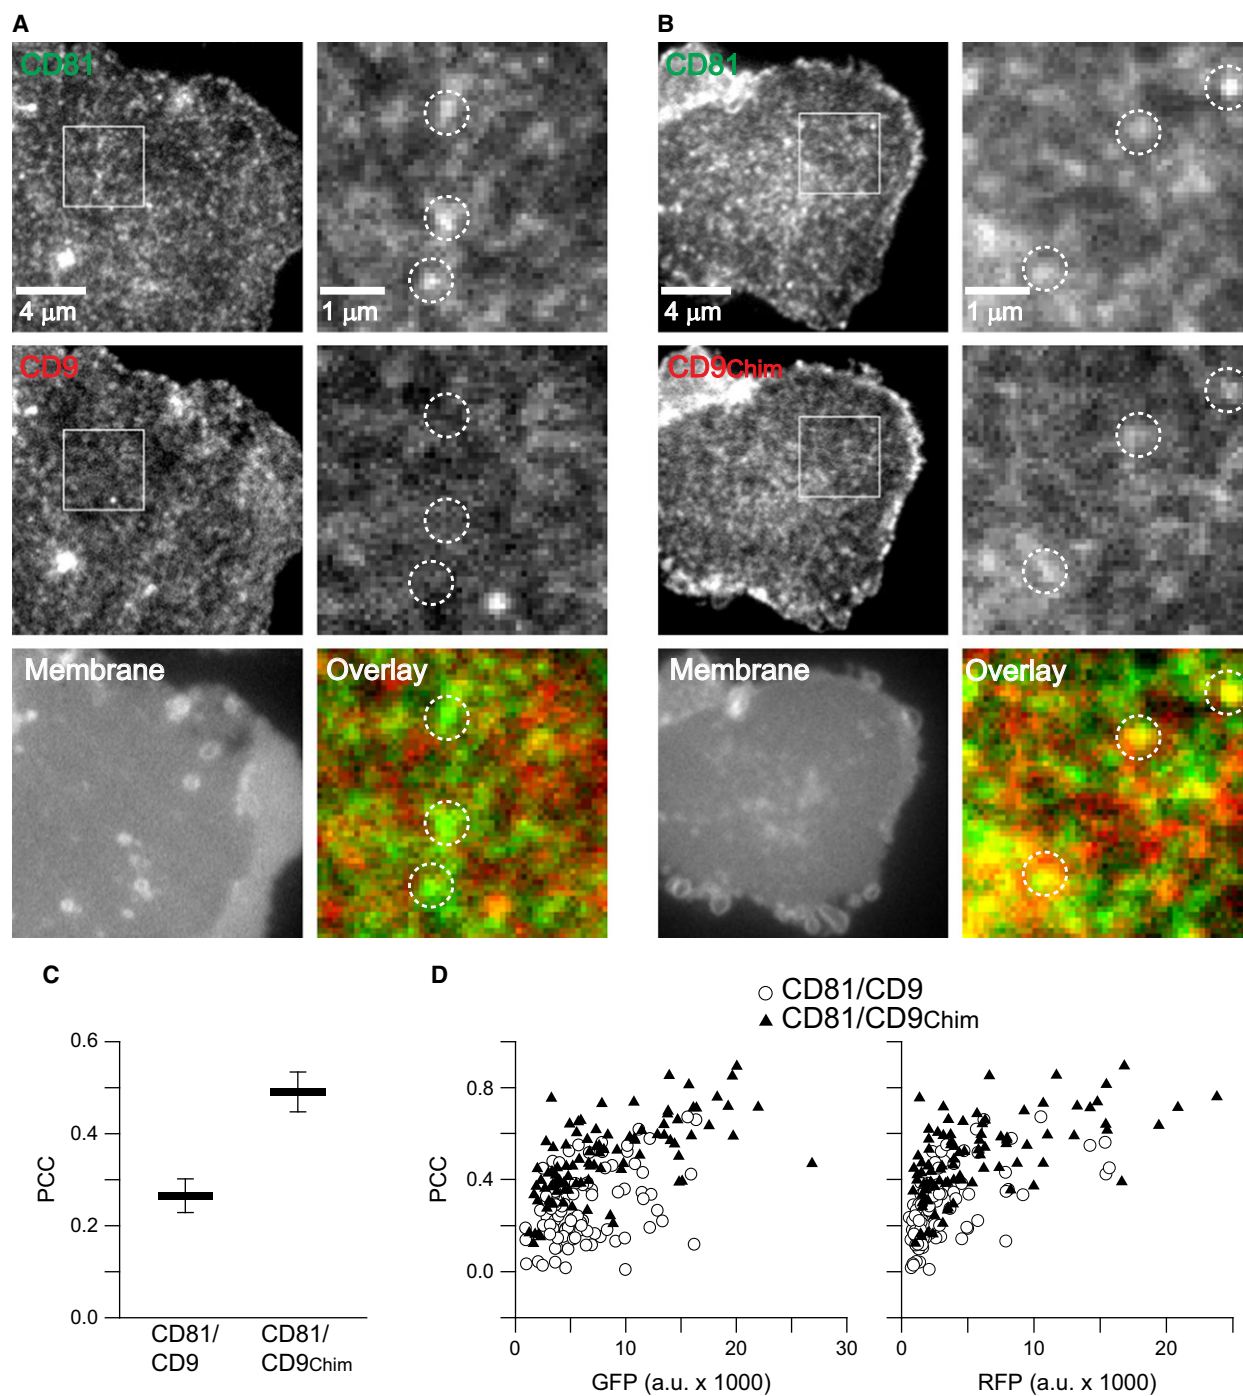 A
B
CD81
4 μm
1 μm
CD81
4 μm
1 μm
CD9
CD9Chim
Membrane
Overlay
Membrane
Overlay
C
D
CD81/CD9
CD81/CD9Chim
0.6
0.4
0.2
0.0
PCC
CD81/
CD9
CD81/
CD9Chim
0.8
0.4
0.0
PCC
0
10
20
30
GFP (a.u. x 1000)
0
10
20
RFP (a.u. x 1000)